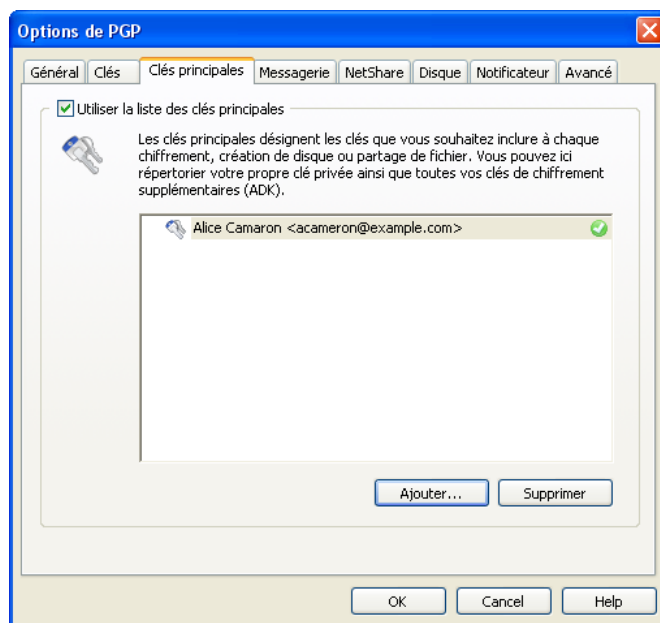 Options de PGP
Général Clés Clés principales Messagerie NetShare Disque Notificateur Avancé
Utiliser la liste des clés principales
Les clés principales désignent les clés que vous souhaitez inclure à chaque
chiffrement, création de disque ou partage de fichier. Vous pouvez ici
répertorier votre propre clé privée ainsi que toutes vos clés de chiffrement
supplémentaires (ADK).
Alice Camaron <acameron@example.com>
Ajouter... Supprimer
OK Cancel Help